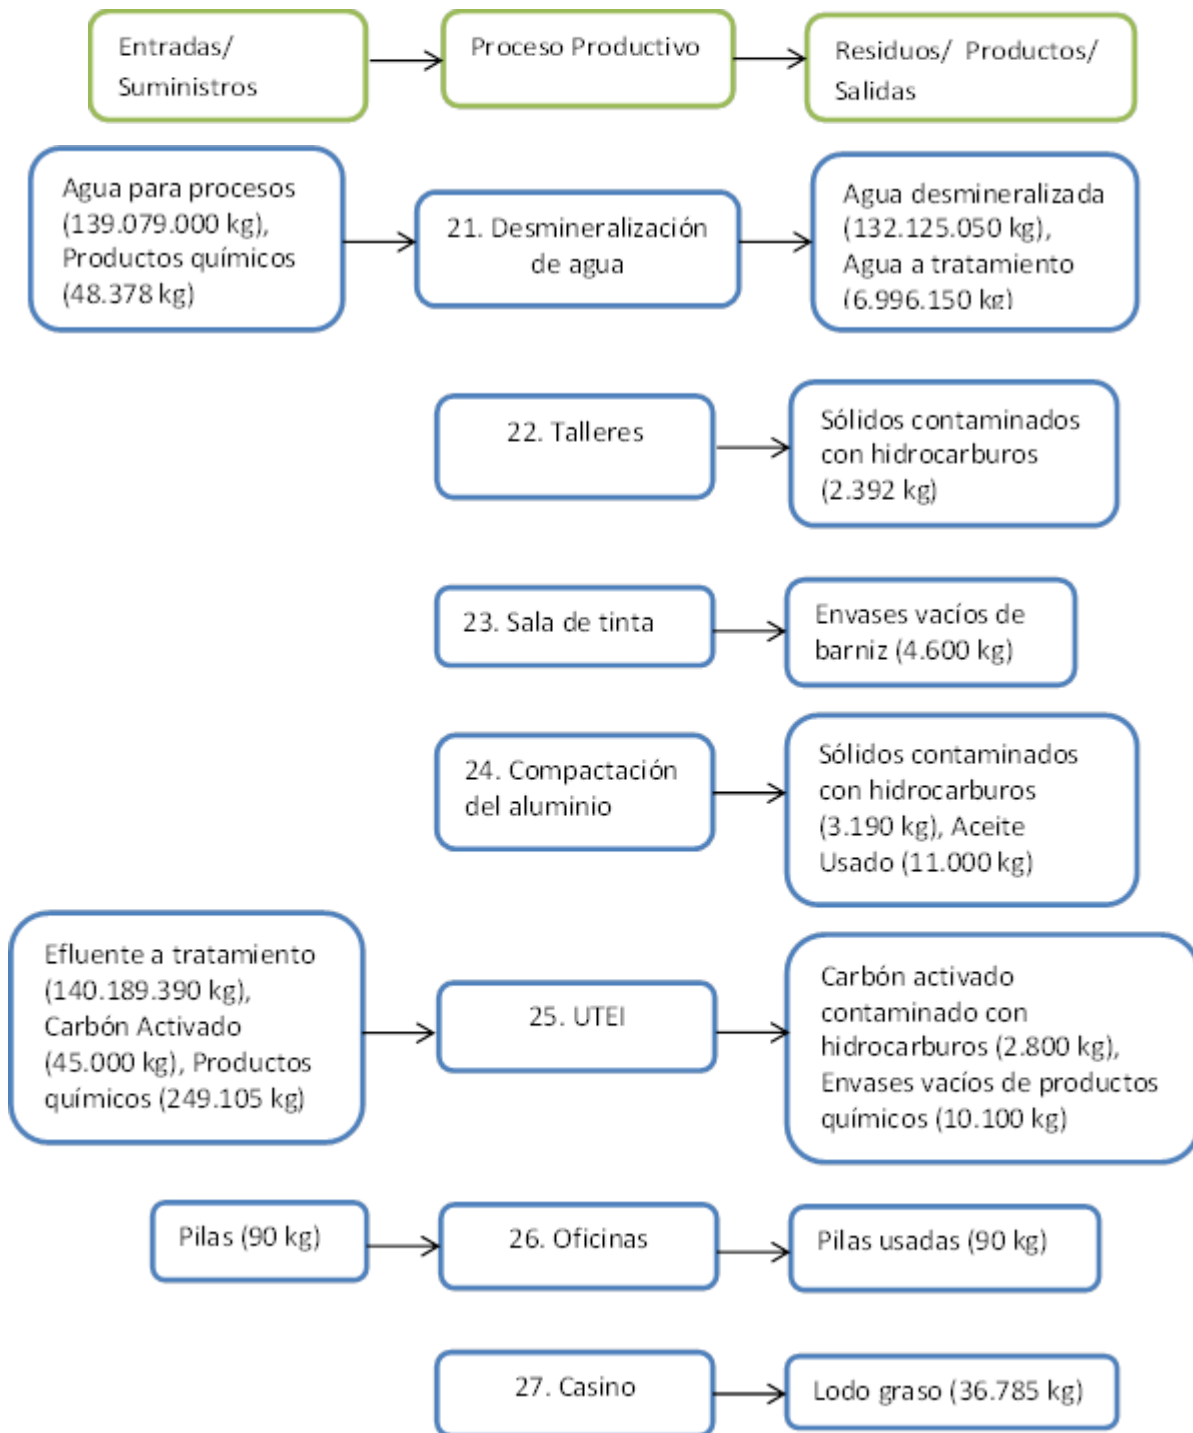 Entradas/
Suministros
Proceso Productivo
Residuos/ Productos/
Salidas
Agua para procesos
(139.079.000 kg),
Productos químicos
(48.378 kg)
21. Desmineralización
de agua
Agua desmineralizada
(132.125.050 kg),
Agua a tratamiento
(6.996.150 kg)
22. Talleres
Sólidos contaminados
con hidrocarburos
(2.392 kg)
23. Sala de tinta
Envases vacíos de
barniz (4.600 kg)
24. Compactación
del aluminio
Sólidos contaminados
con hidrocarburos
(3.190 kg), Aceite
Usado (11.000 kg)
Efluente a tratamiento
(140.189.390 kg),
Carbón Activado
(45.000 kg), Productos
químicos (249.105 kg)
25. UTEI
Carbón activado
contaminado con
hidrocarburos (2.800 kg),
Envases vacíos de productos
químicos (10.100 kg)
Pilas (90 kg)
26. Oficinas
Pilas usadas (90 kg)
27. Casino
Lodo graso (36.785 kg)